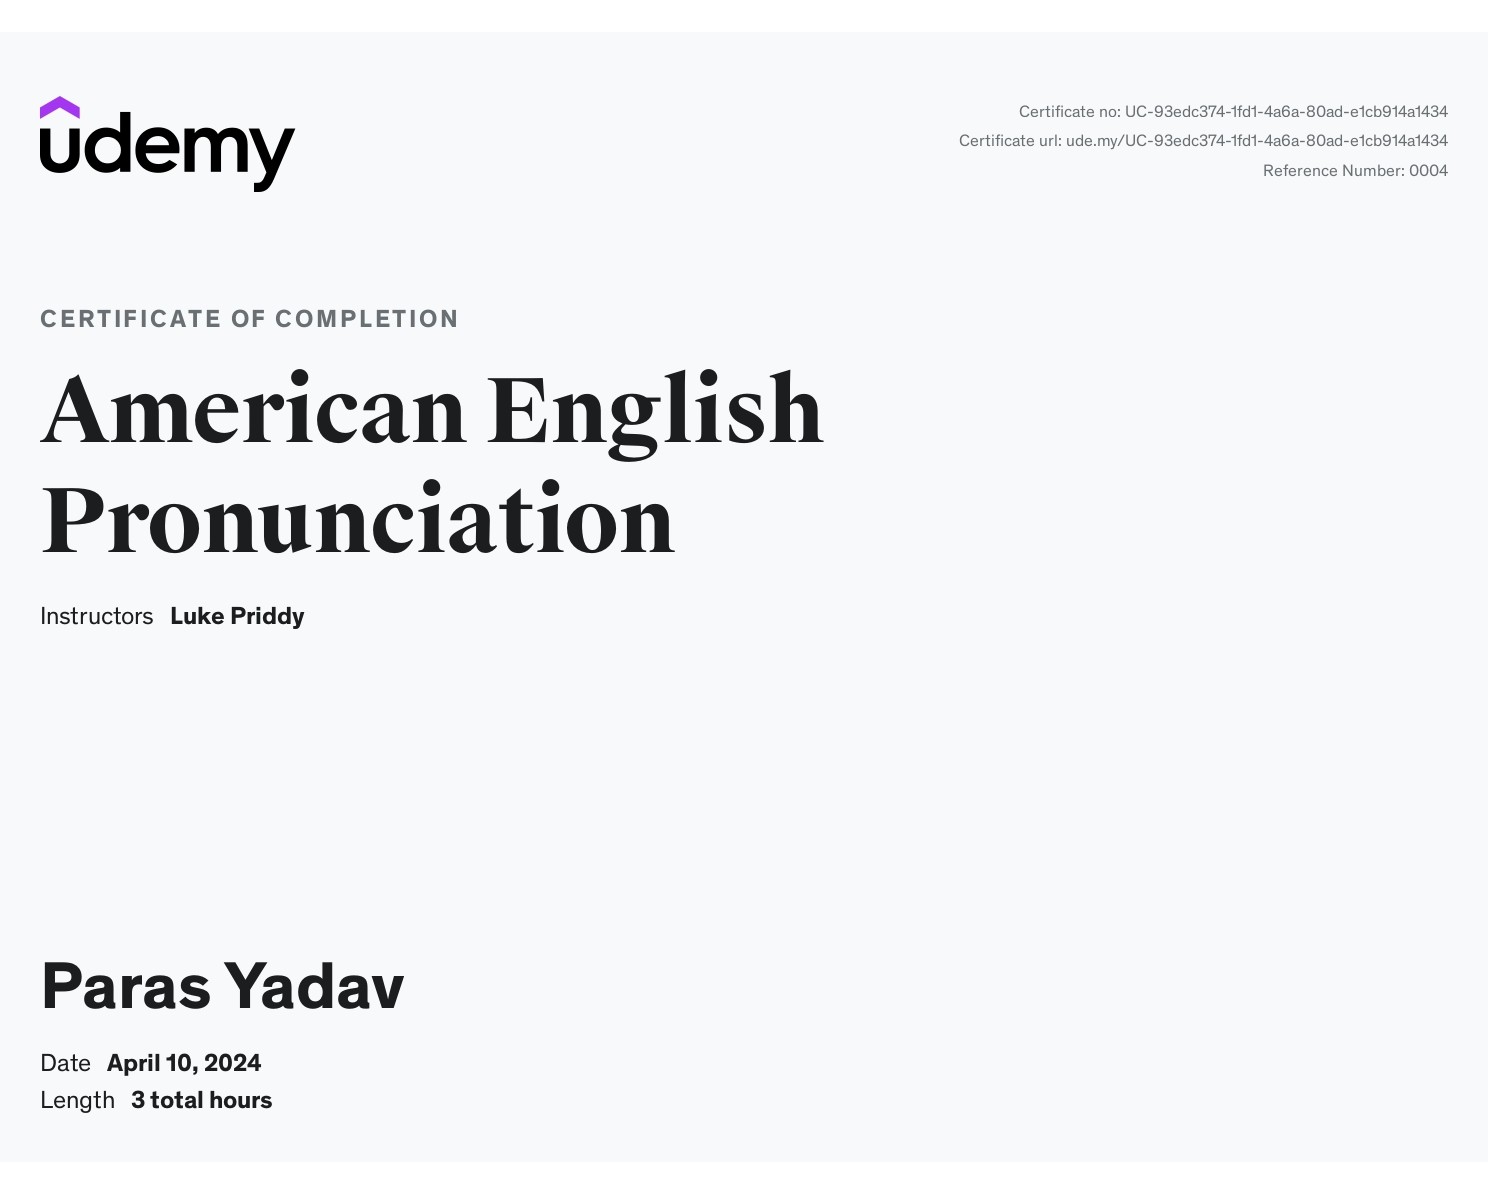 udemy
Certificate no: UC-93edc374-1fd1-4a6a-80ad-e1cb914a1434
Certificate url: ude.my/UC-93edc374-1fd1-4a6a-80ad-e1cb914a1434
Reference Number: 0004
CERTIFICATE OF COMPLETION
American English
Pronunciation
Instructors Luke Priddy
Paras Yadav
Date April 10, 2024
Length 3 total hours